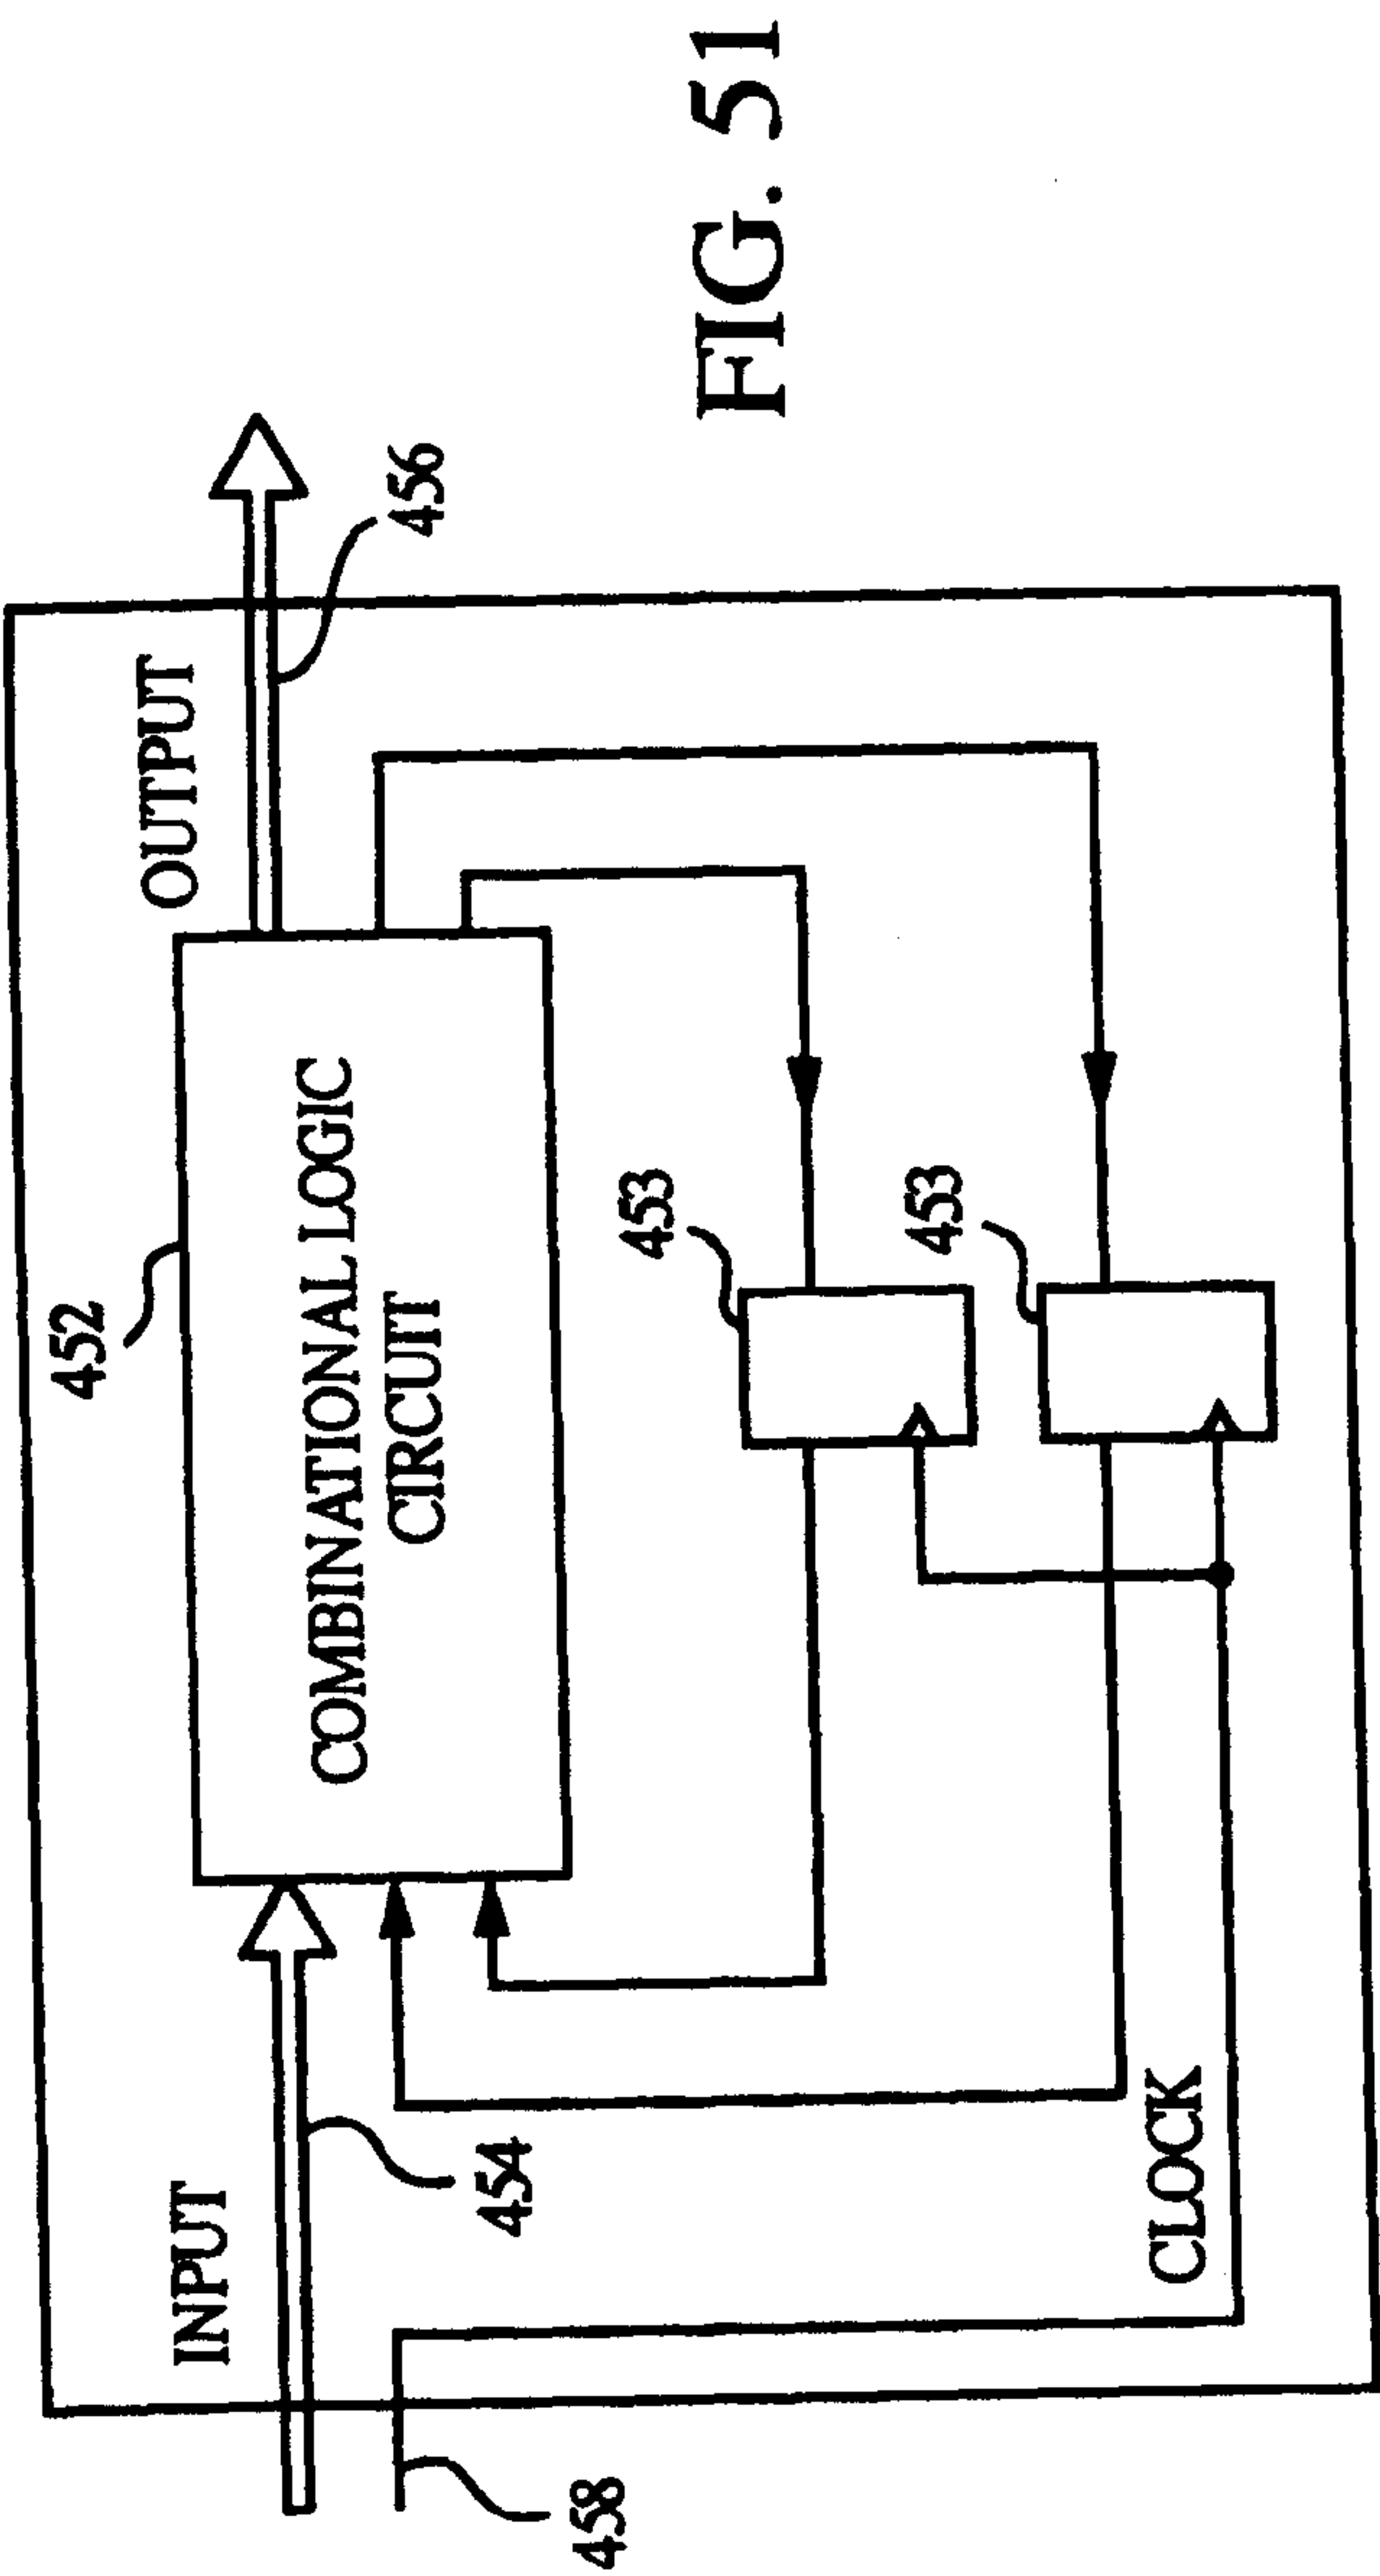 452
COMBINATIONAL LOGIC
CIRCUIT
INPUT
OUTPUT
454
456
453
453
CLOCK
458
FIG. 51